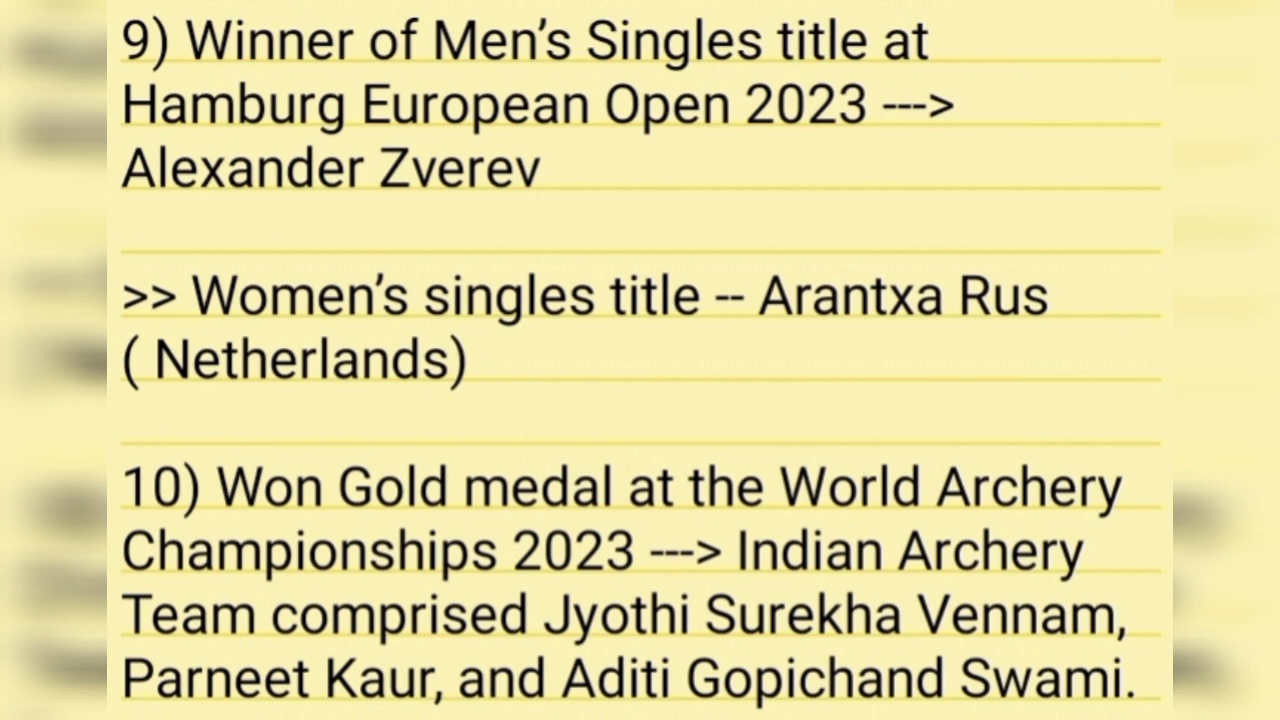 9) Winner of Men’s Singles title at
Hamburg European Open 2023 --->
Alexander Zverev
>> Women’s singles title -- Arantxa Rus
( Netherlands)
10) Won Gold medal at the World Archery
Championships 2023 ---> Indian Archery
Team comprised Jyothi Surekha Vennam,
Parneet Kaur, and Aditi Gopichand Swami.